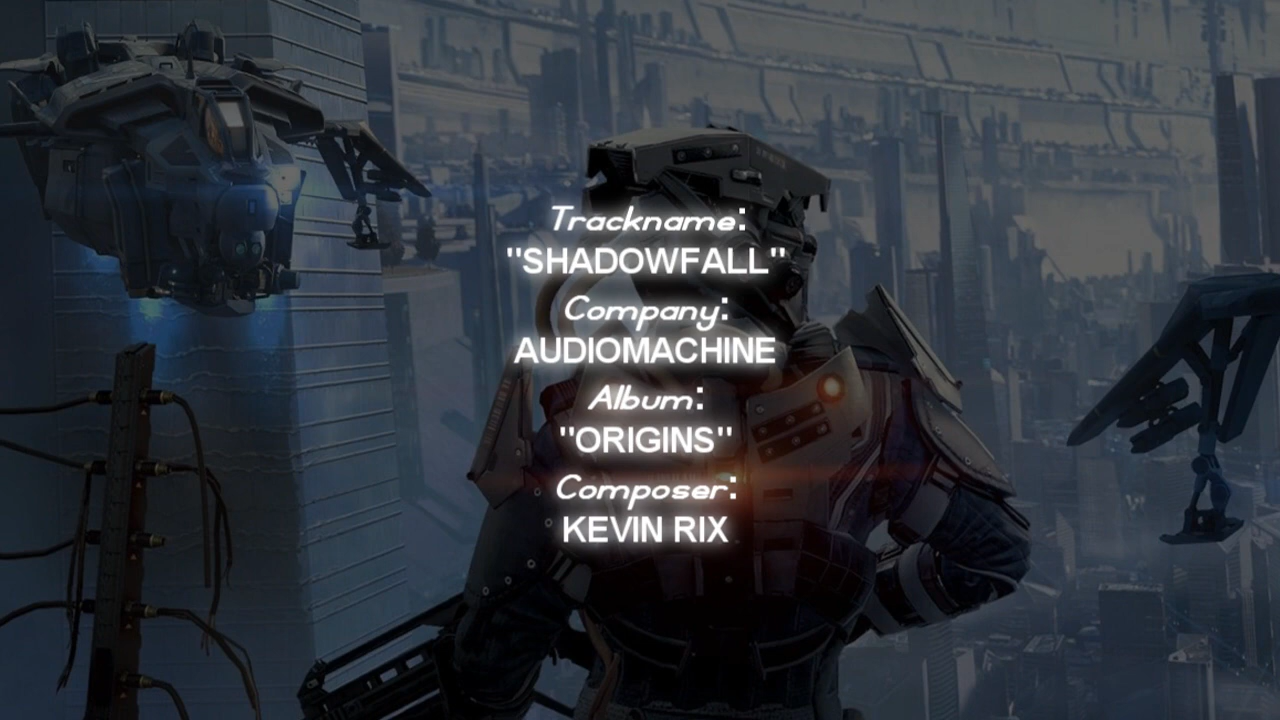 Trackname:
"SHADOWFALL"
Company:
AUDIOMACHINE
Album:
"ORIGINS"
Composer:
KEVIN RIX